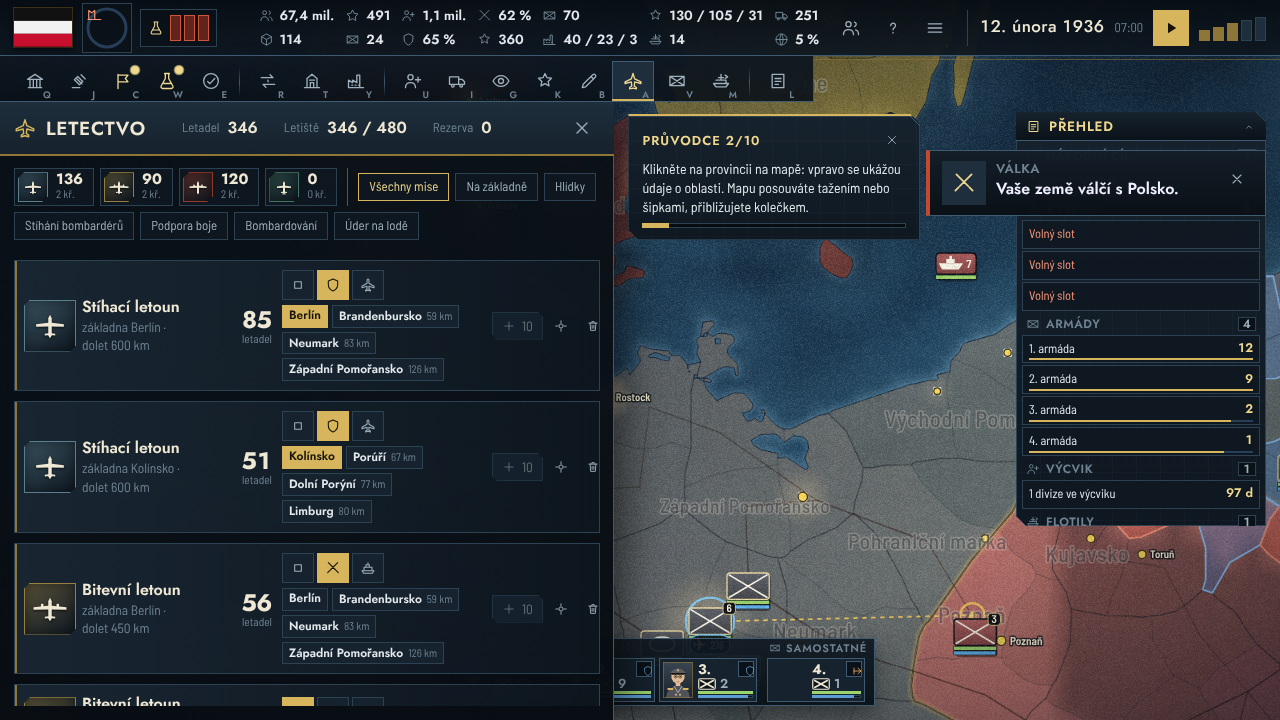 67,4 mil. 491 1,1 mil. 62 % 70 130 / 105 / 31 251
114 24 65 % 360 40 / 23 / 3 14 5 %
? 12. února 1936 07:00
Q J C W E R T Y U I G K B A V M L
LETECTVO Letadel 346 Letiště 346 / 480 Rezerva 0
136 2 kř. 90 2 kř. 120 2 kř. 0 0 kř.
Všechny mise Na základně Hlídky
Stíhání bombardérů Podpora boje Bombardování Úder na lodě
Stíhací letoun
základna Berlín ·
dolet 600 km
85
letadel
Berlín Brandenbursko 59 km
Neumark 83 km
Západní Pomořansko 126 km
+ 10
Stíhací letoun
základna Kolínsko ·
dolet 600 km
51
letadel
Kolínsko Porúří 67 km
Dolní Porýní 77 km
Limburg 80 km
+ 10
Bitevní letoun
základna Berlín ·
dolet 450 km
56
letadel
Berlín Brandenbursko 59 km
Neumark 83 km
Západní Pomořansko 126 km
+ 10
Bitevní letoun
PRŮVODCE 2/10
Klikněte na provincii na mapě: vpravo se ukážou
údaje o oblasti. Mapu posouváte tažením nebo
šipkami, přibližujete kolečkem.
PŘEHLED
VÁLKA
Vaše země válčí s Polsko.
Volný slot
Volný slot
Volný slot
ARMÁDY 4
1. armáda 12
2. armáda 9
3. armáda 2
4. armáda 1
VÝCVIK 1
1 divize ve výcviku 97 d
FLOTILY 1
7
Rostock
Východní Pom
Západní Pomořansko
Pohraniční marka
Kujavsko
Toruň
6
Poznaň
3
Poznaň
Neumark
SAMOSTATNÉ
9
3.
2
4.
1